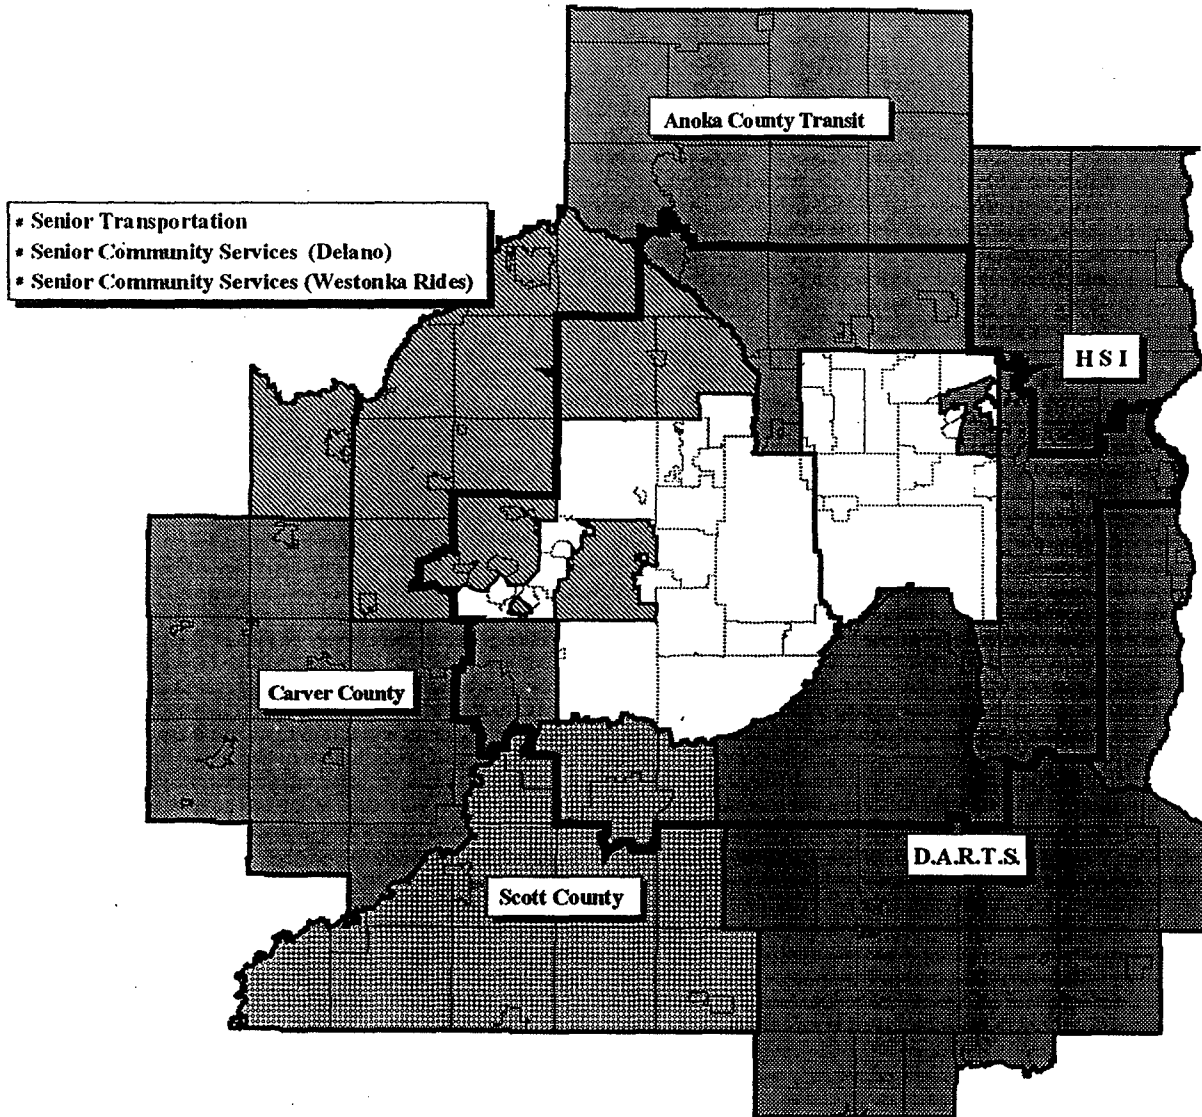 Anoka County Transit
* Senior Transportation
* Senior Community Services (Delano)
* Senior Community Services (Westonka Rides)
H S I
Carver County
D.A.R.T.S.
Scott County